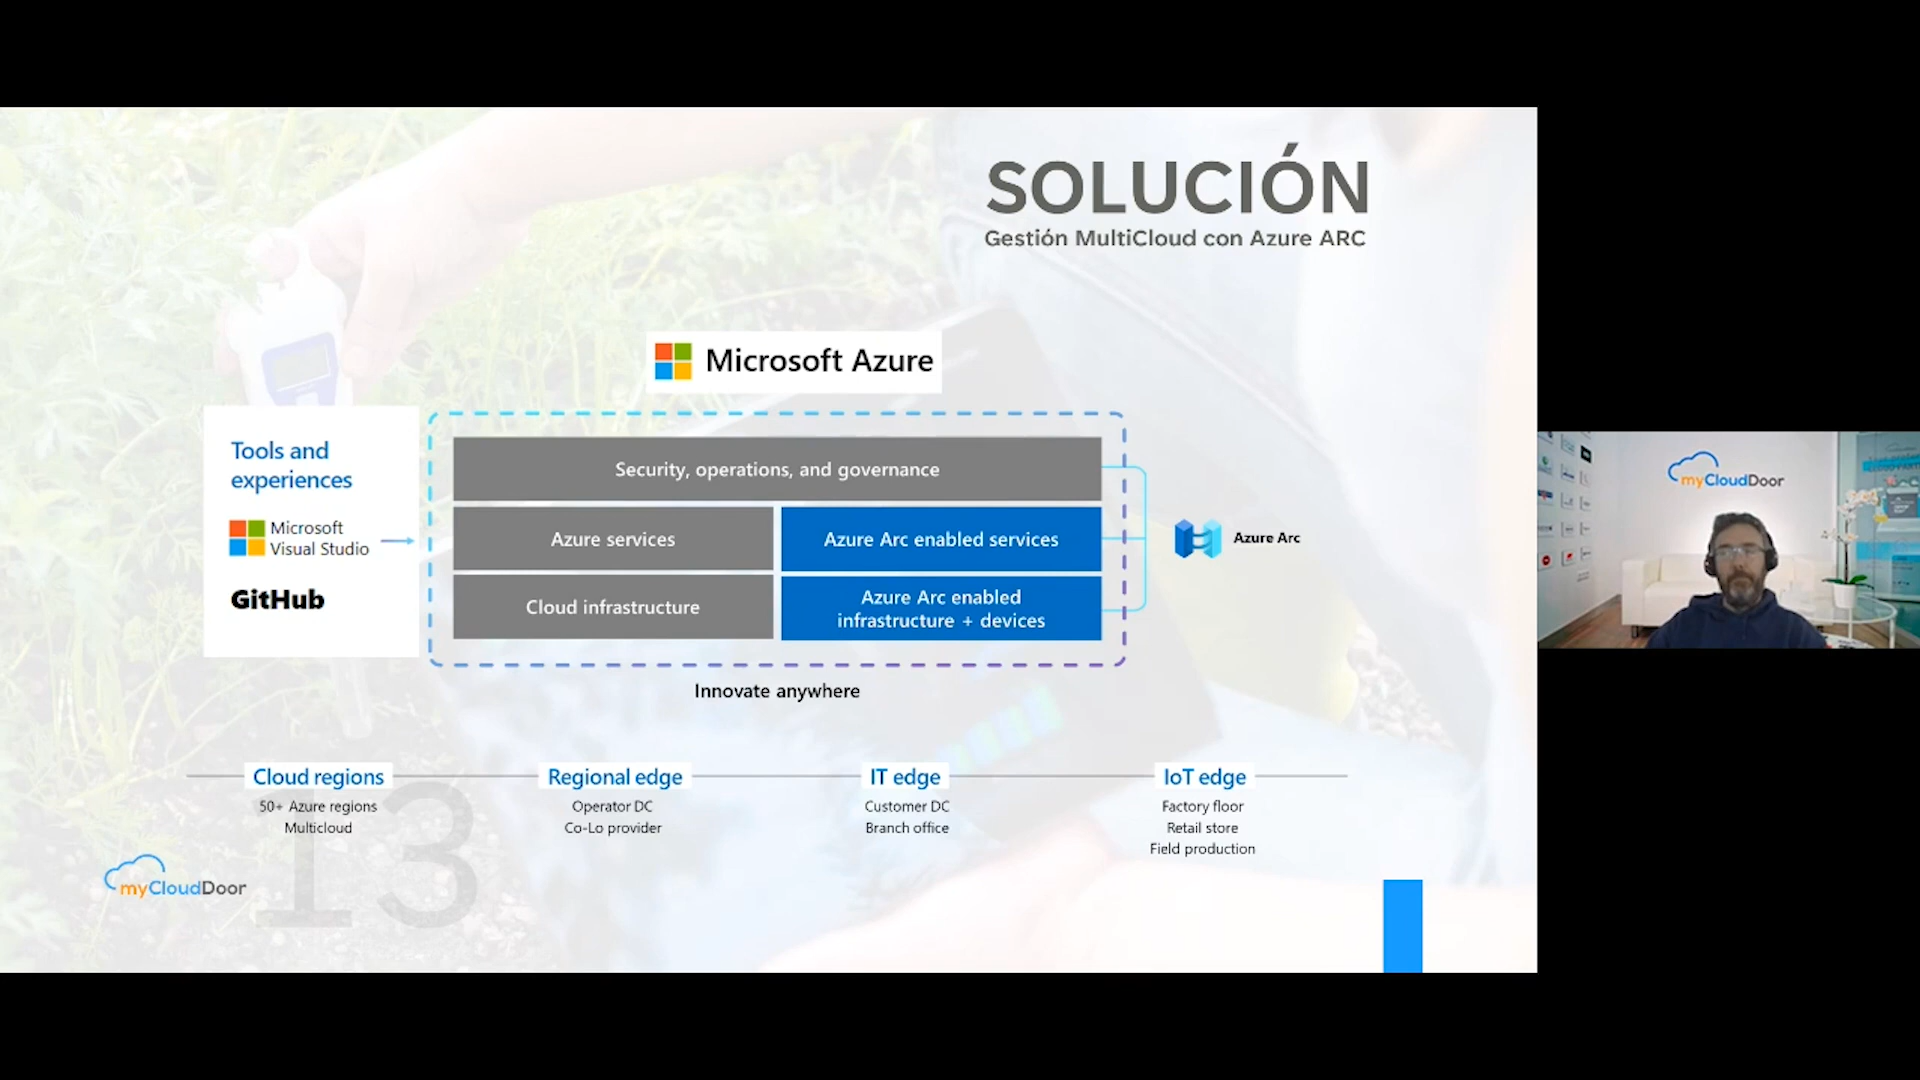 SOLUCIÓN
Gestión MultiCloud con Azure ARC
Microsoft Azure
Tools and
experiences
Microsoft
Visual Studio
GitHub
Security, operations, and governance
Azure services
Azure Arc enabled services
Cloud infrastructure
Azure Arc enabled
infrastructure + devices
Azure Arc
Innovate anywhere
Cloud regions
50+ Azure regions
Multicloud
Regional edge
Operator DC
Co-Lo provider
IT edge
Customer DC
Branch office
IoT edge
Factory floor
Retail store
Field production
myCloudDoor
13
myCloudDoor